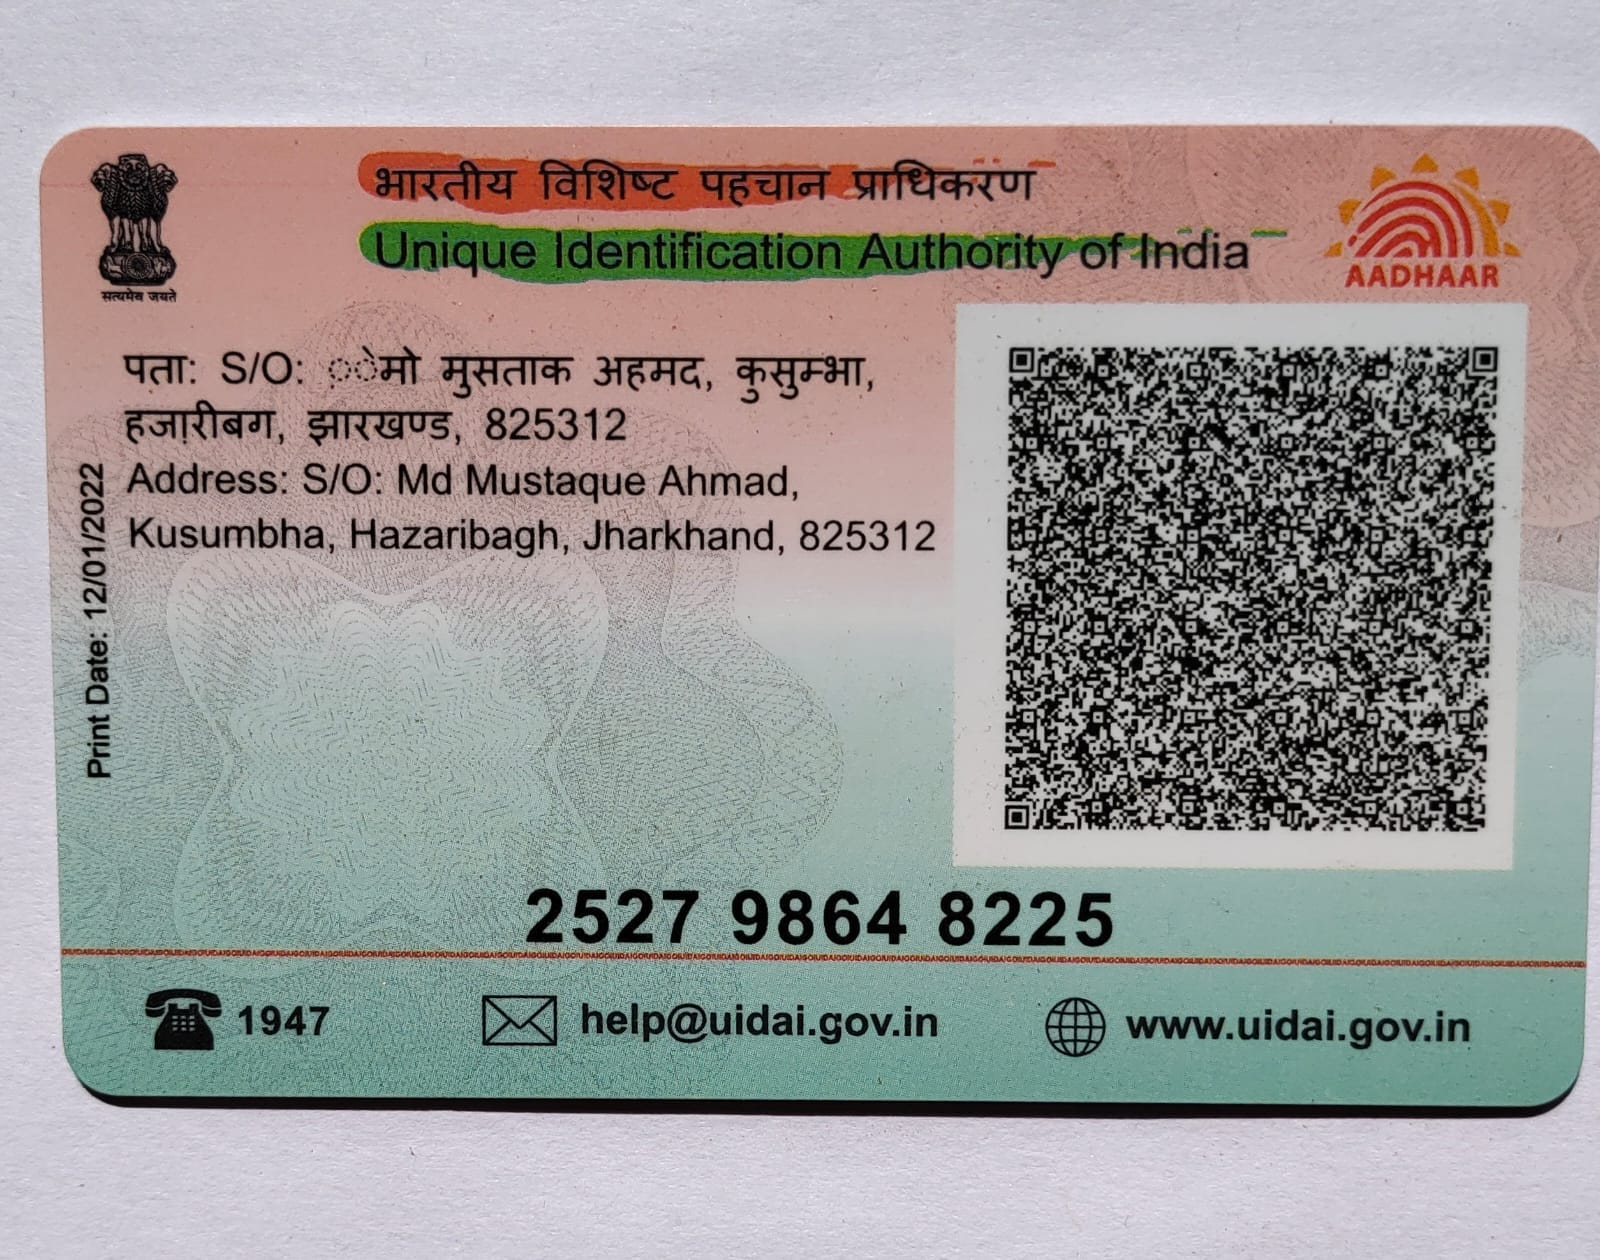 भारतीय विशिष्ट पहचान प्राधिकरण
Unique Identification Authority of India
AADHAAR
सत्यमेव जयते
पता: S/O: ेमो मुसताक अहमद, कुसुम्भा,
हजा़रीबग, झारखण्ड, 825312
Address: S/O: Md Mustaque Ahmad,
Kusumbha, Hazaribagh, Jharkhand, 825312
Print Date: 12/01/2022
2527 9864 8225
1947
help@uidai.gov.in
www.uidai.gov.in